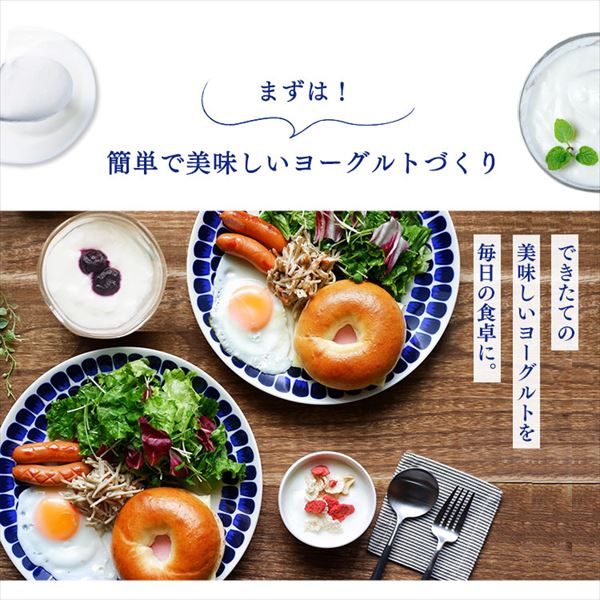 まずは！
簡単で美味しいヨーグルトづくり
できたての
美味しいヨーグルトを
毎日の食卓に。